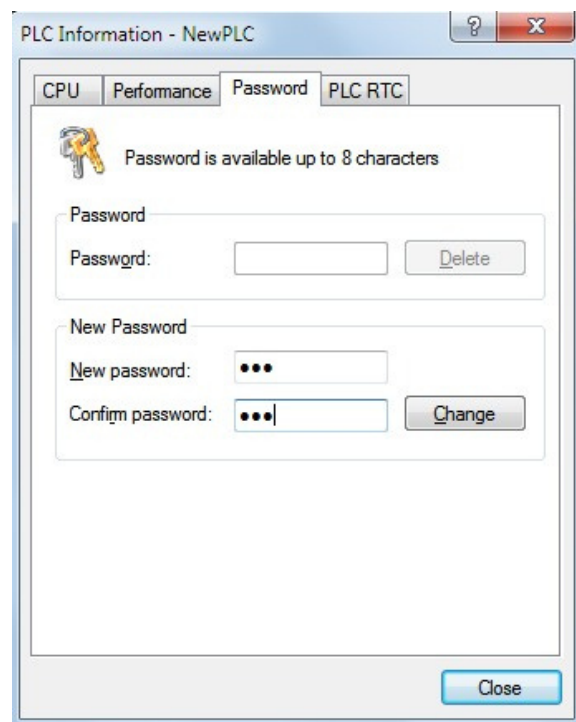 PLC Information - NewPLC
CPU Performance Password PLC RTC
Password is available up to 8 characters
Password
Password: Delete
New Password
New password: •••
Confirm password: ••• Change
Close